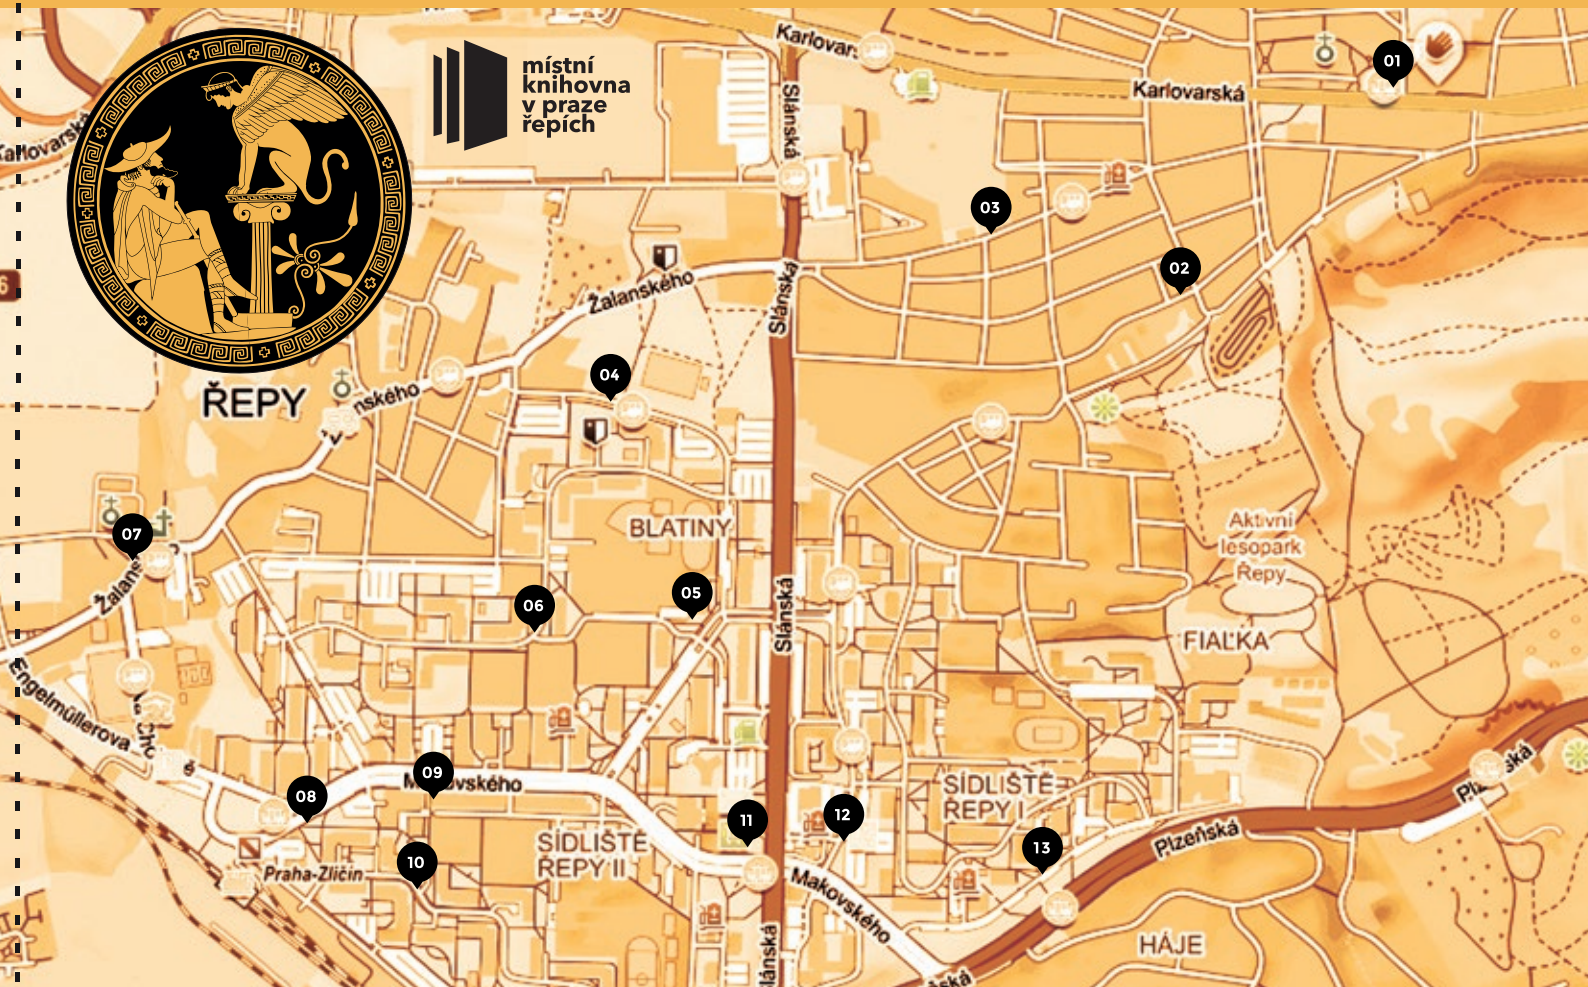 Karlovarská
místní
knihovna
v praze
řepích
Slánská
Karlovarská
01
03
02
Žalanského
Slánská
04
ŘEPY
nského
07
BLATINY
Aktivní
lesopark
Řepy
06
05
Slánská
FIALKA
Engelmüllerova
09
08
SÍDLIŠTĚ
ŘEPY I
11
12
SÍDLIŠTĚ
ŘEPY II
13
Plzeňská
10
Praha-Zličín
Makovského
HÁJE
6